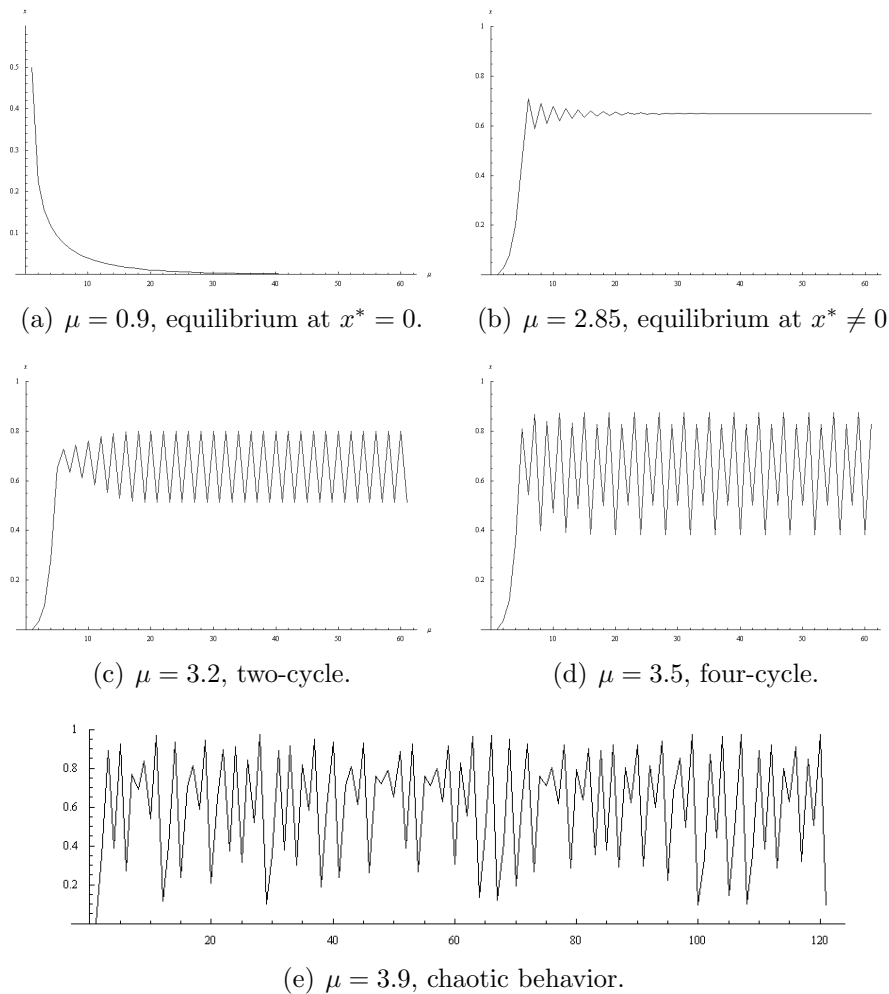 x
x
0.5
0.4
0.3
0.2
0.1
10 20 30 40 50 60 μ
1
0.8
0.6
0.4
0.2
10 20 30 40 50 60
(a) μ = 0.9, equilibrium at x* = 0.
(b) μ = 2.85, equilibrium at x* ≠ 0
x
x
1
0.8
0.6
0.4
0.2
10 20 30 40 50 60 μ
1
0.8
0.6
0.4
0.2
10 20 30 40 50 60
(c) μ = 3.2, two-cycle.
(d) μ = 3.5, four-cycle.
1
0.8
0.6
0.4
0.2
20 40 60 80 100 120
(e) μ = 3.9, chaotic behavior.